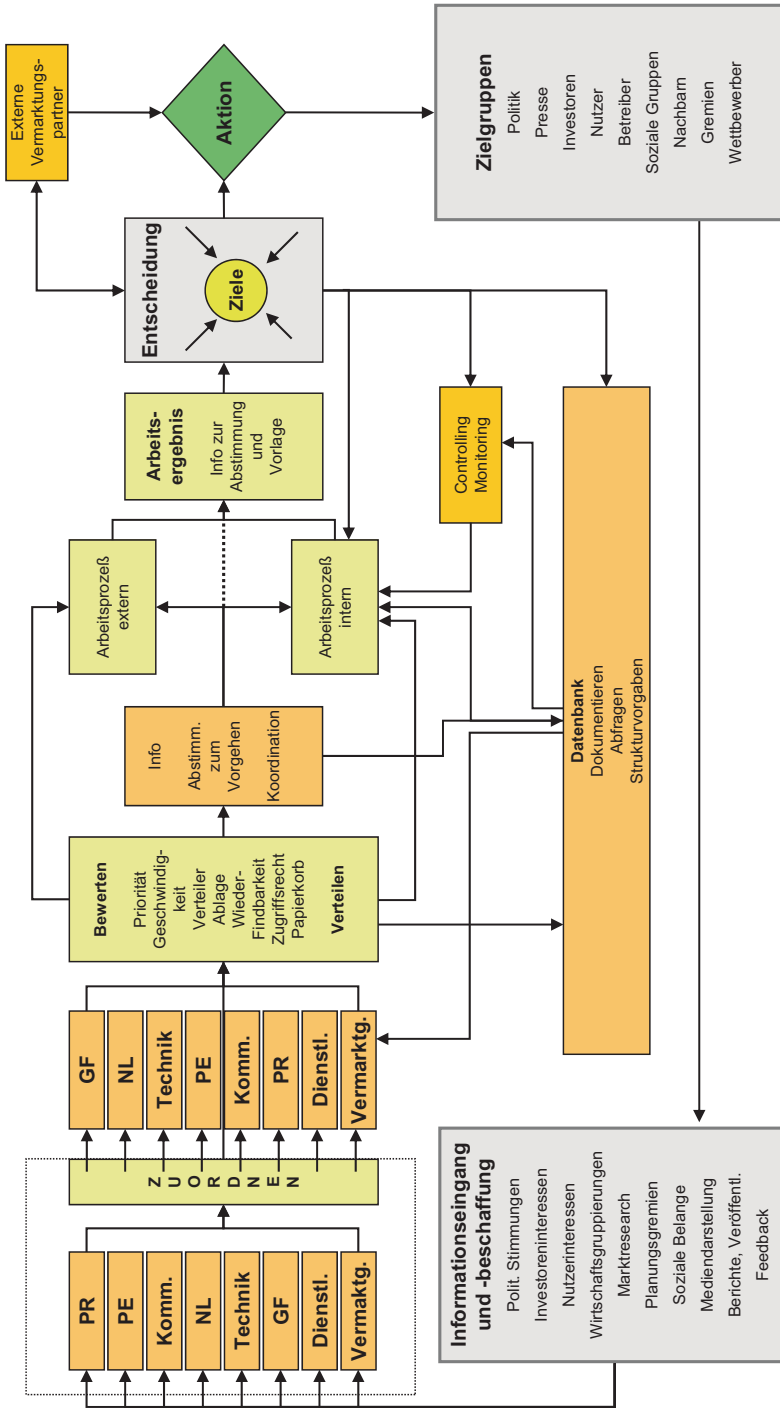 PR
PE
Komm.
NL
Technik
GF
Dienstl.
Vermaktg.
Z
U
O
R
D
N
E
N
GF
NL
Technik
PE
Komm.
PR
Dienstl.
Vermarktg.
Bewerten
Priorität
Geschwindig-
keit
Verteiler
Ablage
Wieder-
Findbarkeit
Zugriffsrecht
Papierkorb
Verteilen
Info
Abstimm.
zum
Vorgehen
Koordination
Arbeitsprozeß
extern
Arbeitsprozeß
intern
Arbeits-
ergebnis
Info zur
Abstimmung
und
Vorlage
Entscheidung
Ziele
Externe
Vermarktungs-
partner
Aktion
Controlling
Monitoring
Datenbank
Dokumentieren
Abfragen
Strukturvorgaben
Informationseingang
und -beschaffung
Polit. Stimmungen
Investoreninteressen
Nutzerinteressen
Wirtschaftsgruppierungen
Marktresearch
Planungsgremien
Soziale Belange
Mediendarstellung
Berichte, Veröffentl.
Feedback
Zielgruppen
Politik
Presse
Investoren
Nutzer
Betreiber
Soziale Gruppen
Nachbarn
Gremien
Wettbewerber